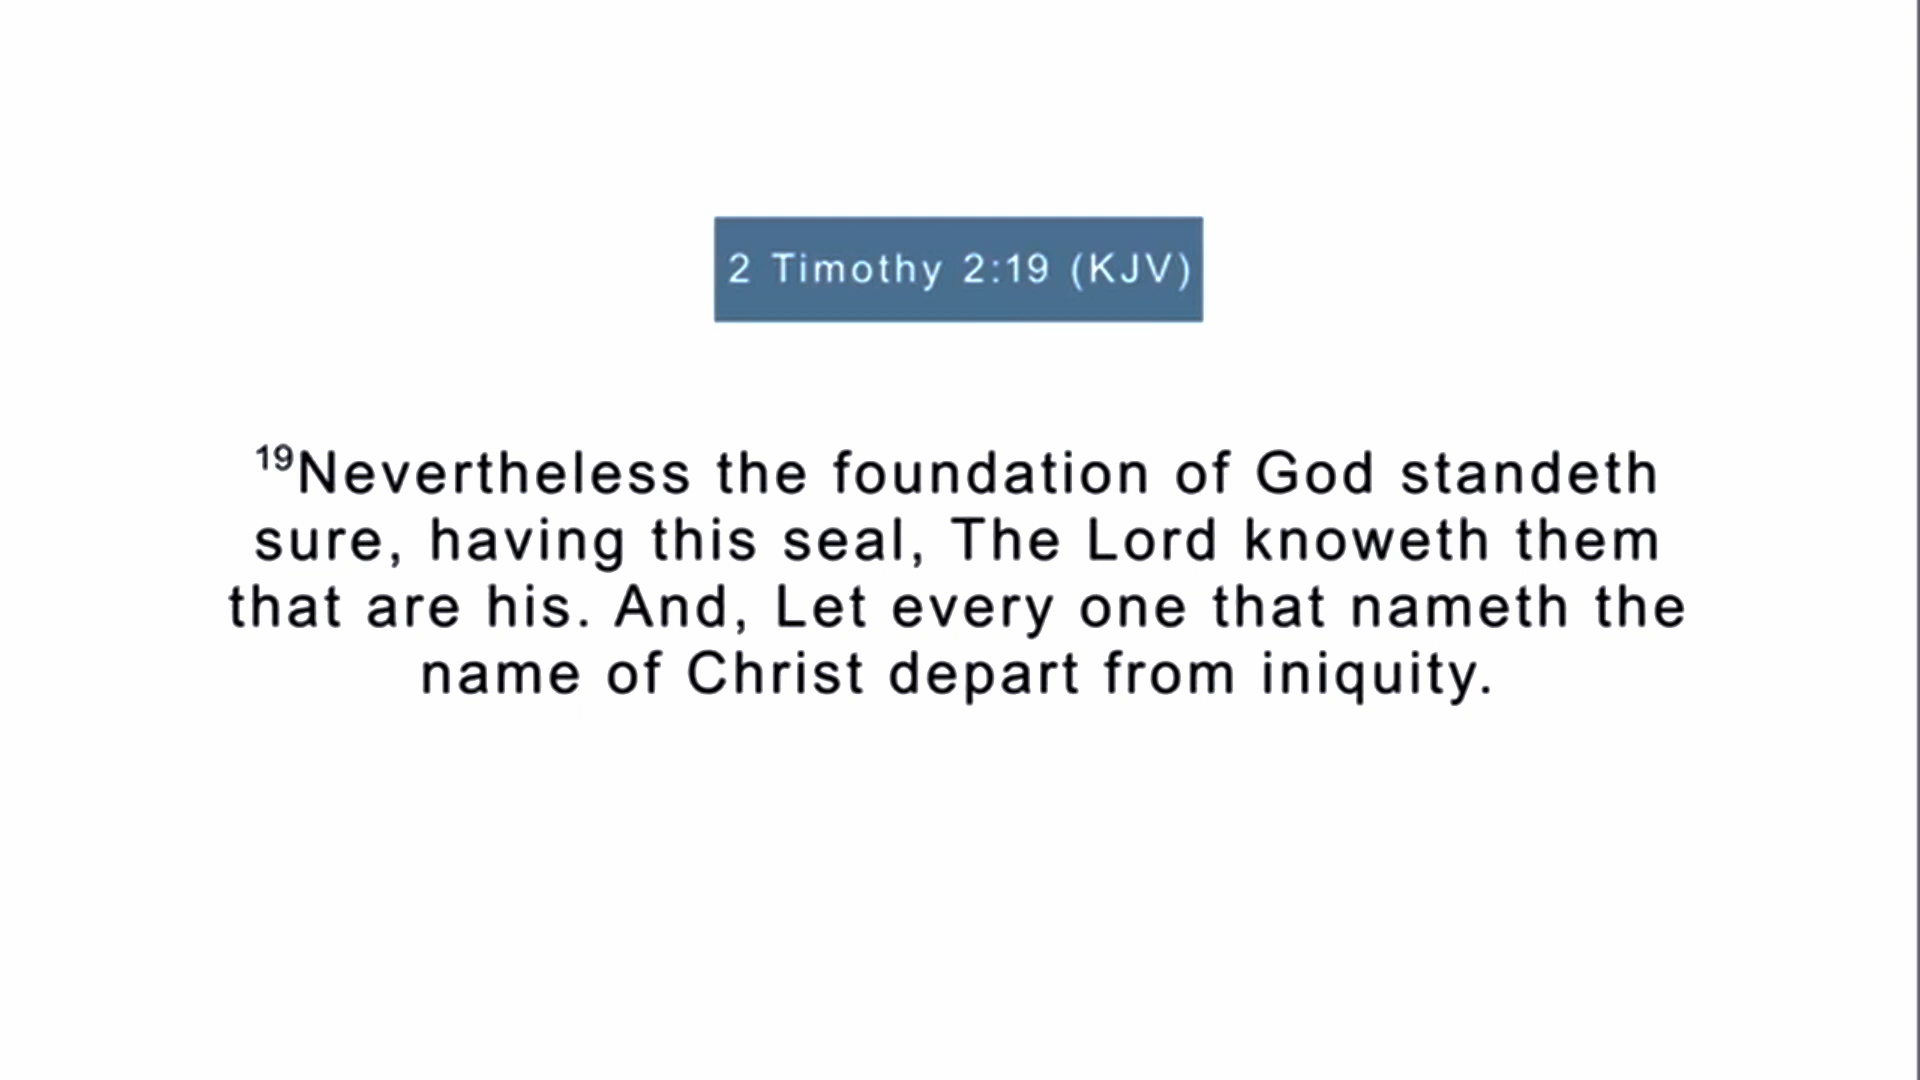 2 Timothy 2:19 (KJV)
19Nevertheless the foundation of God standeth
sure, having this seal, The Lord knoweth them
that are his. And, Let every one that nameth the
name of Christ depart from iniquity.